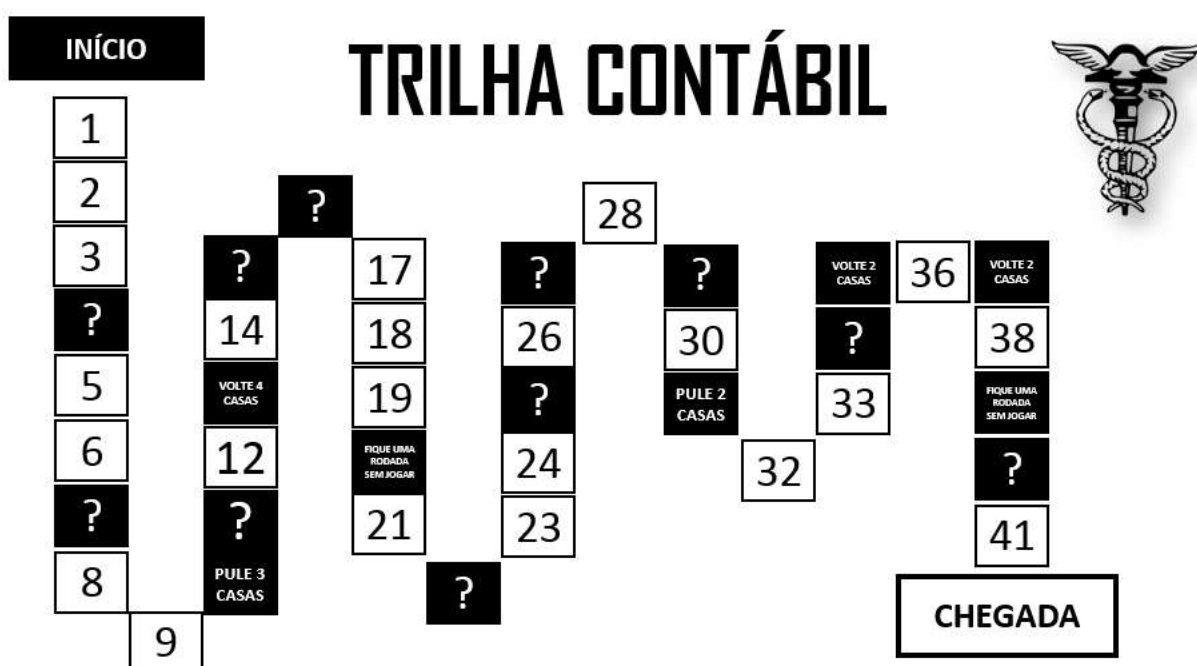 TRILHA CONTÁBIL
INÍCIO
1
2
3
?
5
6
?
8
9
PULE 3
CASAS
?
12
VOLTE 4
CASAS
14
?
?
17
18
19
FIQUE UMA
RODADA
SEM JOGAR
21
?
23
24
?
26
?
28
?
30
PULE 2
CASAS
32
33
?
VOLTE 2
CASAS
36
VOLTE 2
CASAS
38
FIQUE UMA
RODADA
SEM JOGAR
?
41
CHEGADA